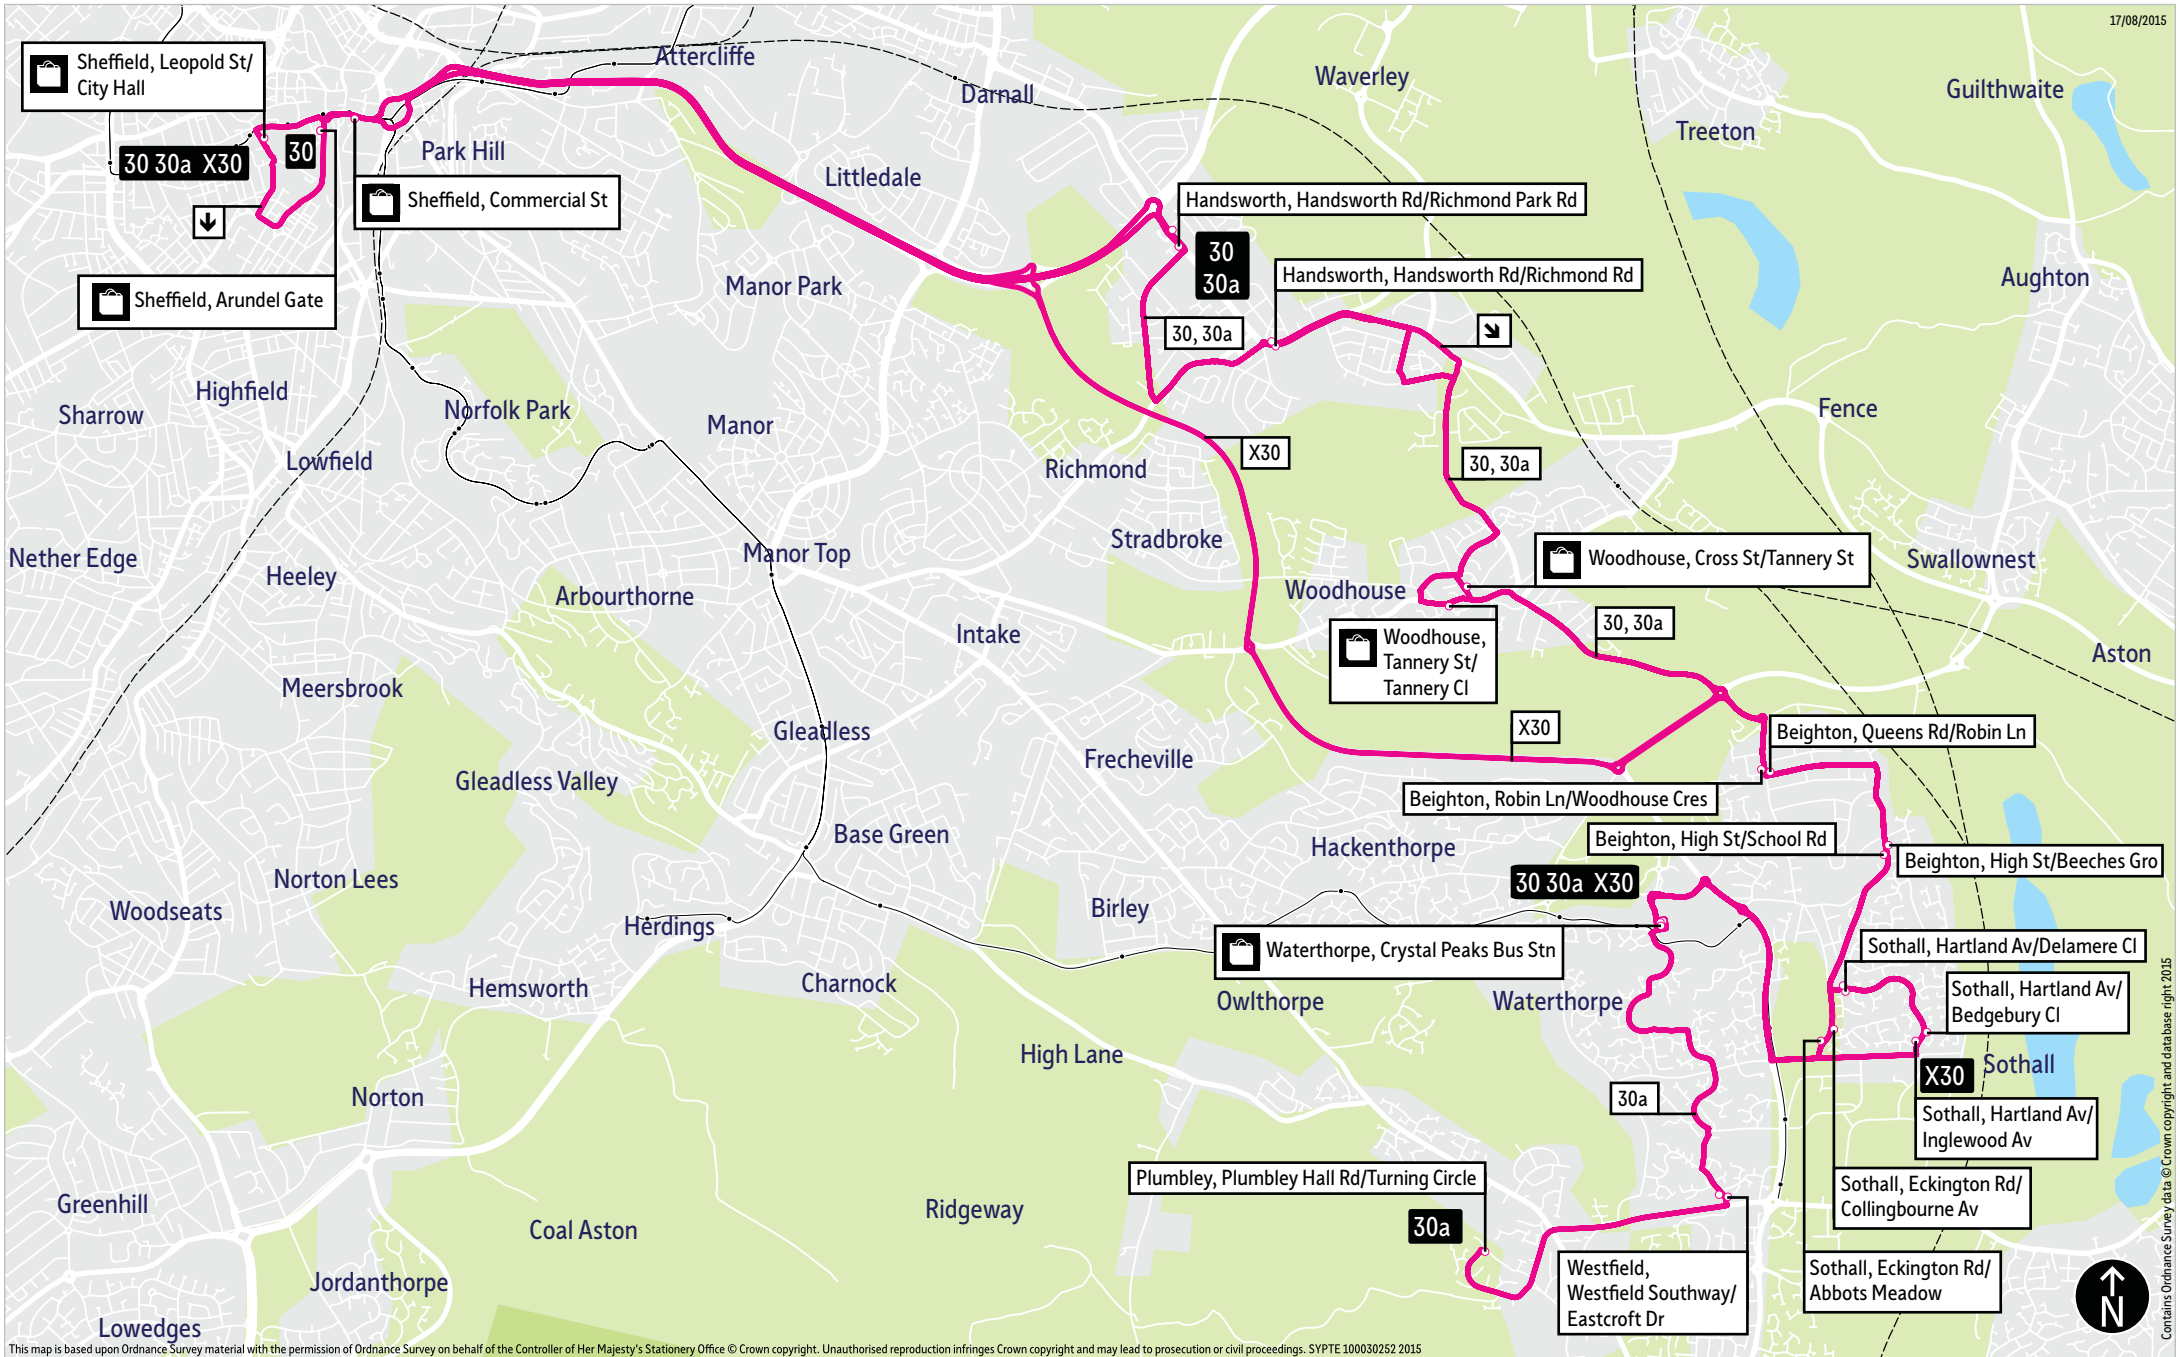 17/08/2015
Sheffield, Leopold St/
City Hall
30 30a X30
30
Sheffield, Commercial St
Sheffield, Arundel Gate
Attercliffe
Darnall
Waverley
Treeton
Guilthwaite
Park Hill
Littledale
Handsworth, Handsworth Rd/Richmond Park Rd
30
30a
Handsworth, Handsworth Rd/Richmond Rd
30, 30a
Manor Park
Aughton
Highfield
Sharrow
Norfolk Park
Manor
Fence
Lowfield
Richmond
X30
30, 30a
Stradbroke
Nether Edge
Heeley
Manor Top
Arbourthorne
Woodhouse, Cross St/Tannery St
Swallownest
Woodhouse
Intake
30, 30a
Woodhouse,
Tannery St/
Tannery Cl
Aston
Meersbrook
Gleadless
X30
Beighton, Queens Rd/Robin Ln
Frecheville
Gleadless Valley
Beighton, Robin Ln/Woodhouse Cres
Base Green
Hackenthorpe
Beighton, High St/School Rd
Beighton, High St/Beeches Gro
Norton Lees
30 30a X30
Woodseats
Birley
Herdings
Waterthorpe, Crystal Peaks Bus Stn
Sothall, Hartland Av/Delamere Cl
Hemsworth
Charnock
Owlthorpe
Waterthorpe
Sothall, Hartland Av/
Bedgebury Cl
High Lane
Sothall
X30
Norton
30a
Sothall, Hartland Av/
Inglewood Av
Plumbley, Plumbley Hall Rd/Turning Circle
30a
Sothall, Eckington Rd/
Collingbourne Av
Greenhill
Ridgeway
Coal Aston
Westfield,
Westfield Southway/
Eastcroft Dr
Sothall, Eckington Rd/
Abbots Meadow
Jordanthorpe
Lowedges
N
Contains Ordnance Survey data © Crown copyright and database right 2015
This map is based upon Ordnance Survey material with the permission of Ordnance Survey on behalf of the Controller of Her Majesty's Stationery Office © Crown copyright. Unauthorised reproduction infringes Crown copyright and may lead to prosecution or civil proceedings. SYPTE 100030252 2015